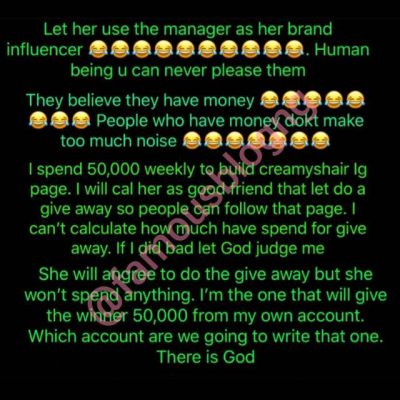 Let her use the manager as her brand
influencer 😂😂😂😂😂😂😂😂😂😂. Human
being u can never please them
They believe they have money 😂😂😂😂😂
😂😂😂 People who have money dokt make
too much noise 😂😂😂😂😂😂😂
I spend 50,000 weekly to build creamyshair Ig
page. I will cal her as good friend that let do a
give away so people can follow that page. I
can't calculate how much have spend for give
away. If I did bad let God judge me
She will angree to do the give away but she
won't spend anything. I'm the one that will give
the winner 50,000 from my own account.
Which account are we going to write that one.
There is God
@famousblogng